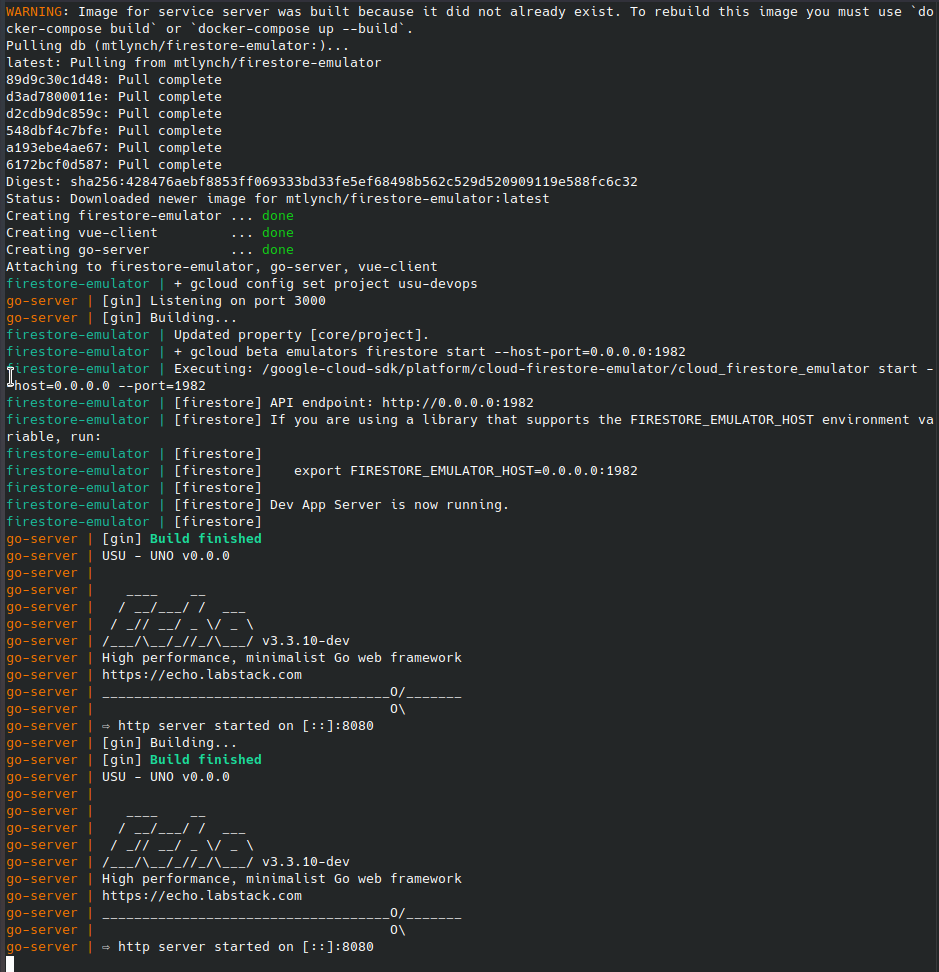 WARNING: Image for service server was built because it did not already exist. To rebuild this image you must use `do
cker-compose build` or `docker-compose up --build`.
Pulling db (mtlynch/firestore-emulator:)...
latest: Pulling from mtlynch/firestore-emulator
89d9c30c1d48: Pull complete
d3ad7800011e: Pull complete
d2cdb9dc859c: Pull complete
548dbf4c7bfe: Pull complete
a193ebe4ae67: Pull complete
6172bcf0d587: Pull complete
Digest: sha256:428476aebf8853ff069333bd33fe5ef68498b562c529d520909119e588fc6c32
Status: Downloaded newer image for mtlynch/firestore-emulator:latest
Creating firestore-emulator ... done
Creating vue-client         ... done
Creating go-server          ... done
Attaching to firestore-emulator, go-server, vue-client
firestore-emulator | + gcloud config set project usu-devops
go-server | [gin] Listening on port 3000
go-server | [gin] Building...
firestore-emulator | Updated property [core/project].
firestore-emulator | + gcloud beta emulators firestore start --host-port=0.0.0.0:1982
firestore-emulator | Executing: /google-cloud-sdk/platform/cloud-firestore-emulator/cloud_firestore_emulator start -
-host=0.0.0.0 --port=1982
firestore-emulator | [firestore] API endpoint: http://0.0.0.0:1982
firestore-emulator | [firestore] If you are using a library that supports the FIRESTORE_EMULATOR_HOST environment va
riable, run:
firestore-emulator | [firestore]
firestore-emulator | [firestore]    export FIRESTORE_EMULATOR_HOST=0.0.0.0:1982
firestore-emulator | [firestore]
firestore-emulator | [firestore] Dev App Server is now running.
firestore-emulator | [firestore]
go-server | [gin] Build finished
go-server | USU - UNO v0.0.0
go-server |
go-server |    ____    __
go-server |   / __/___/ /  ___
go-server |  / _// __/ _ \/ _ \
go-server | /___/\__/_//_/\___/ v3.3.10-dev
go-server | High performance, minimalist Go web framework
go-server | https://echo.labstack.com
go-server | ____________________________________O/_______
go-server |                                     O\
go-server | ⇨ http server started on [::]:8080
go-server | [gin] Building...
go-server | [gin] Build finished
go-server | USU - UNO v0.0.0
go-server |
go-server |    ____    __
go-server |   / __/___/ /  ___
go-server |  / _// __/ _ \/ _ \
go-server | /___/\__/_//_/\___/ v3.3.10-dev
go-server | High performance, minimalist Go web framework
go-server | https://echo.labstack.com
go-server | ____________________________________O/_______
go-server |                                     O\
go-server | ⇨ http server started on [::]:8080